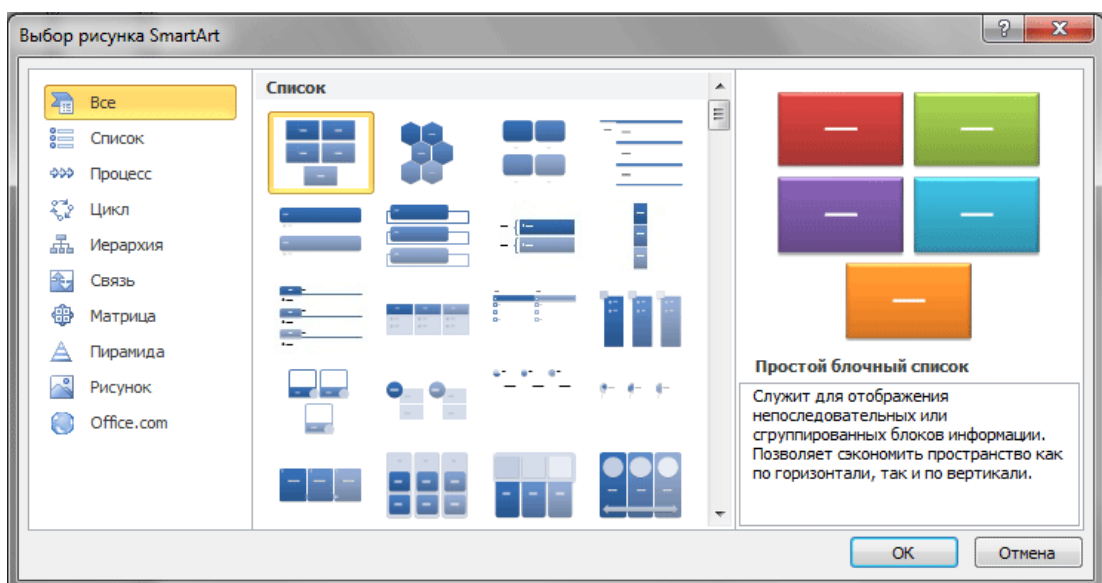 Выбор рисунка SmartArt
Все
Список
Процесс
Цикл
Иерархия
Связь
Матрица
Пирамида
Рисунок
Office.com
Список
Простой блочный список
Служит для отображения
непоследовательных или
сгруппированных блоков информации.
Позволяет сэкономить пространство как
по горизонтали, так и по вертикали.
ОК
Отмена